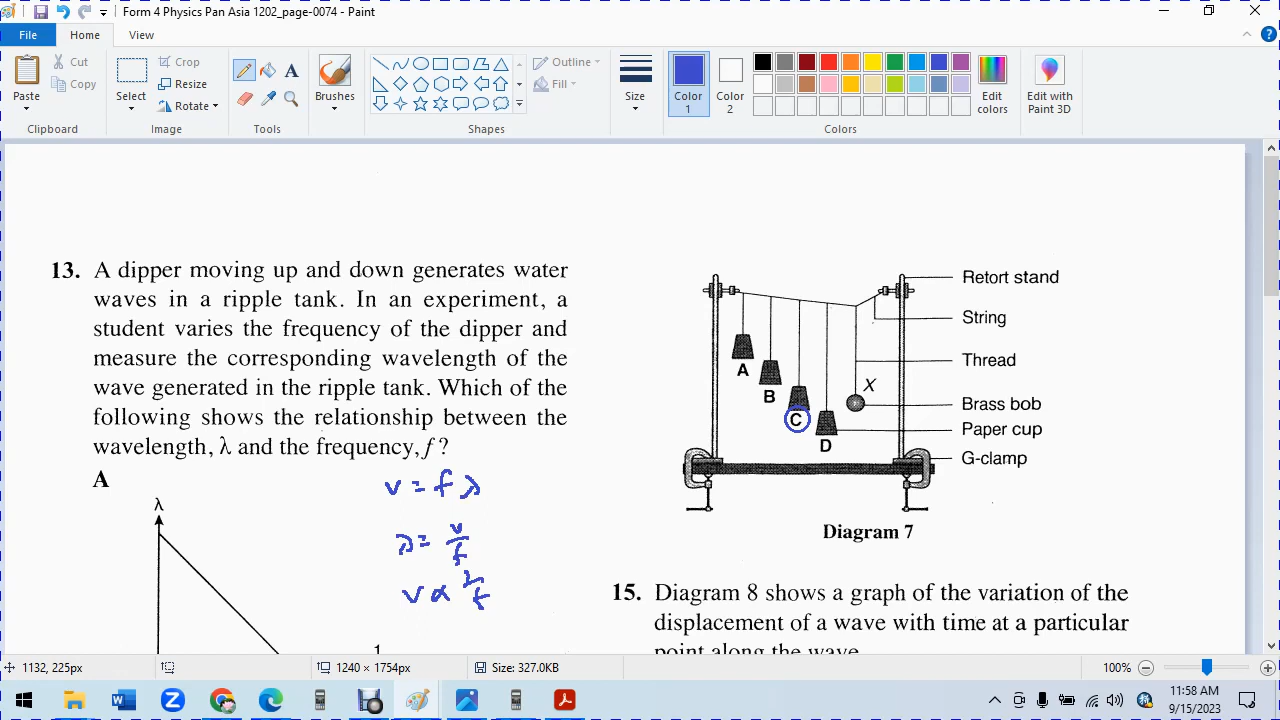 Form 4 Physics Pan Asia 1202_page-0074 - Paint
File
Home
View
Paste
Cut
Copy
Clipboard
Select
Crop
Resize
Rotate
Image
A
Tools
Brushes
Outline
Fill
Shapes
Size
Color
1
Color
2
Edit
colors
Colors
Edit with
Paint 3D
13. A dipper moving up and down generates water
waves in a ripple tank. In an experiment, a
student varies the frequency of the dipper and
measure the corresponding wavelength of the
wave generated in the ripple tank. Which of the
following shows the relationship between the
wavelength, λ and the frequency, f ?
A
λ
1
v = f λ
λ = v/f
Retort stand
String
Thread
X
Brass bob
Paper cup
G-clamp
A
B
C
D
Diagram 7
15. Diagram 8 shows a graph of the variation of the
displacement of a wave with time at a particular
point along the wave
1132, 225px
1240 × 1754px
Size: 327.0KB
100%
11:58 AM
9/15/2023